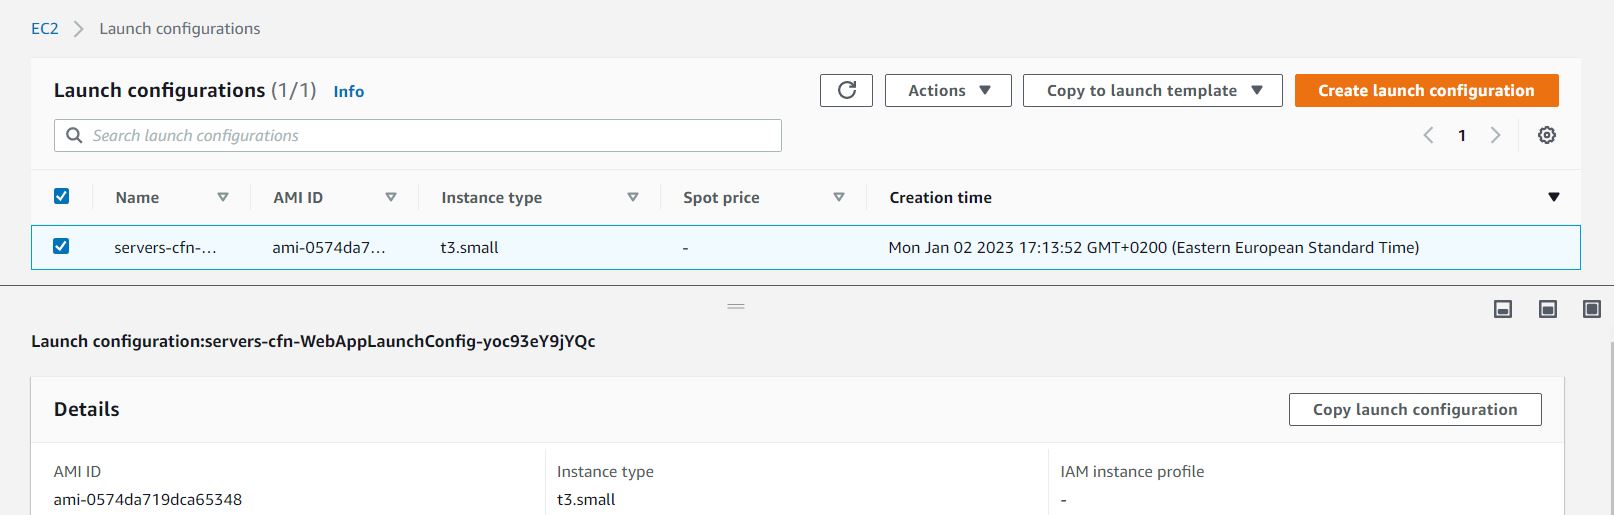 EC2 > Launch configurations
Launch configurations (1/1) Info Actions Copy to launch template Create launch configuration
Search launch configurations < 1 >
Name AMI ID Instance type Spot price Creation time
servers-cfn-... ami-0574da7... t3.small - Mon Jan 02 2023 17:13:52 GMT+0200 (Eastern European Standard Time)
Launch configuration:servers-cfn-WebAppLaunchConfig-yoc93eY9jYQc
Details Copy launch configuration
AMI ID Instance type IAM instance profile
ami-0574da719dca65348 t3.small -